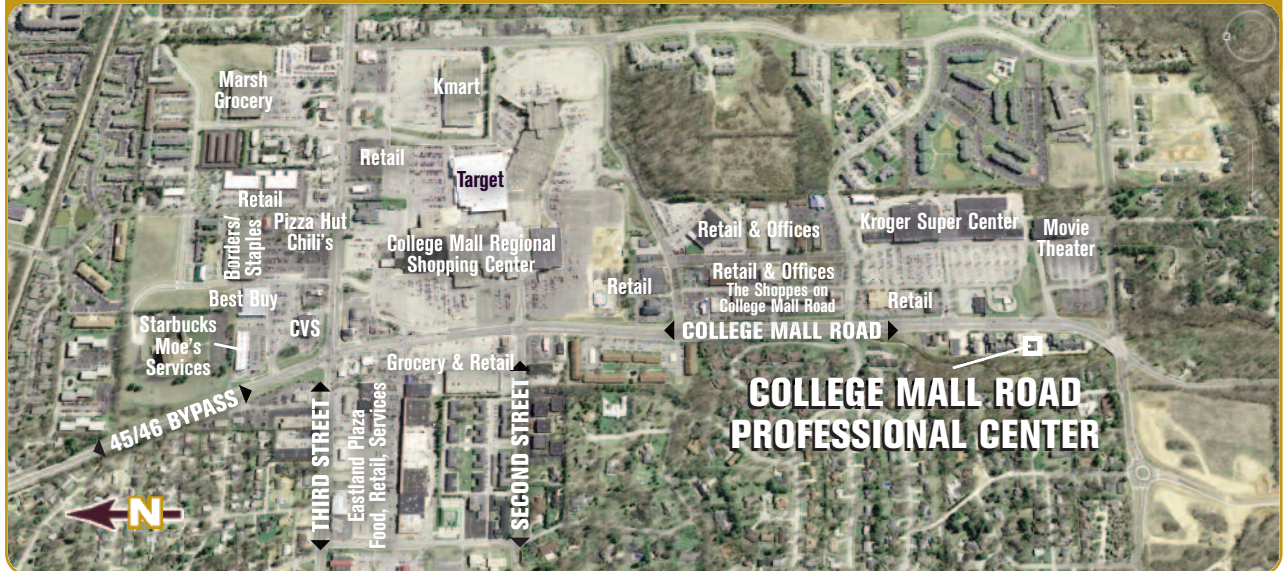 Marsh
Grocery
Kmart
Retail
Target
Retail
Borders/
Staples
Pizza Hut
Chili's
College Mall Regional
Shopping Center
Retail & Offices
Kroger Super Center
Movie
Theater
Retail
Retail & Offices
The Shoppes on
College Mall Road
Retail
Best Buy
Starbucks
Moe's
Services
CVS
COLLEGE MALL ROAD
Grocery & Retail
45/46 BYPASS
THIRD STREET
Eastland Plaza
Food, Retail, Services
SECOND STREET
COLLEGE MALL ROAD
PROFESSIONAL CENTER
N